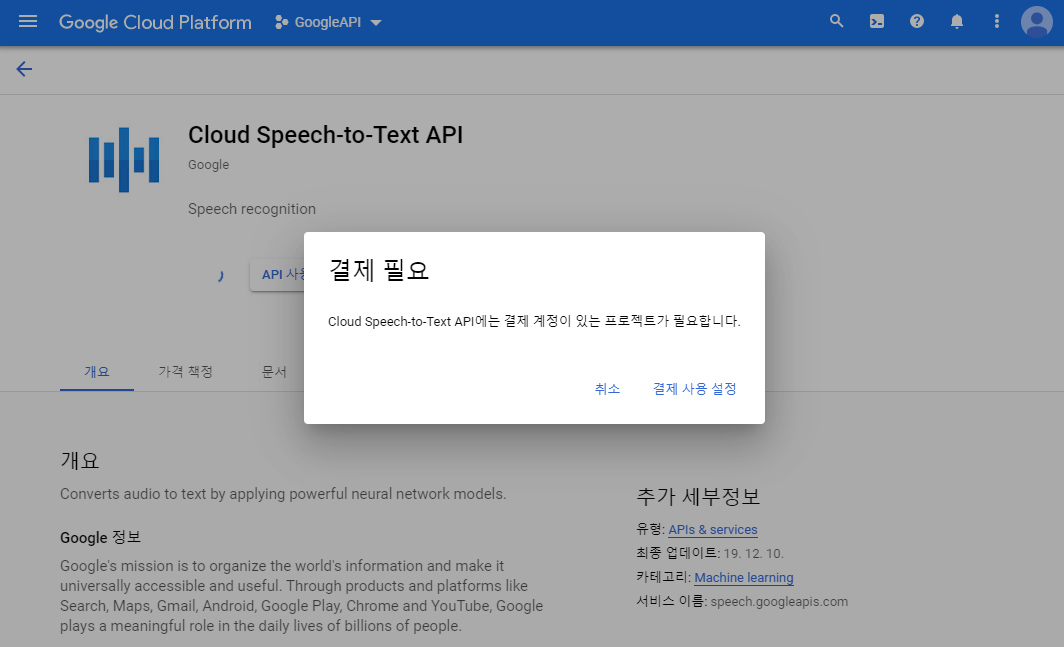 Google Cloud Platform GoogleAPI
Cloud Speech-to-Text API
Google
Speech recognition
API 사용
결제 필요
Cloud Speech-to-Text API에는 결제 계정이 있는 프로젝트가 필요합니다.
취소 결제 사용 설정
개요 가격 책정 문서
개요
Converts audio to text by applying powerful neural network models.
Google 정보
Google's mission is to organize the world's information and make it
universally accessible and useful. Through products and platforms like
Search, Maps, Gmail, Android, Google Play, Chrome and YouTube, Google
plays a meaningful role in the daily lives of billions of people.
추가 세부정보
유형: APIs & services
최종 업데이트: 19. 12. 10.
카테고리: Machine learning
서비스 이름: speech.googleapis.com